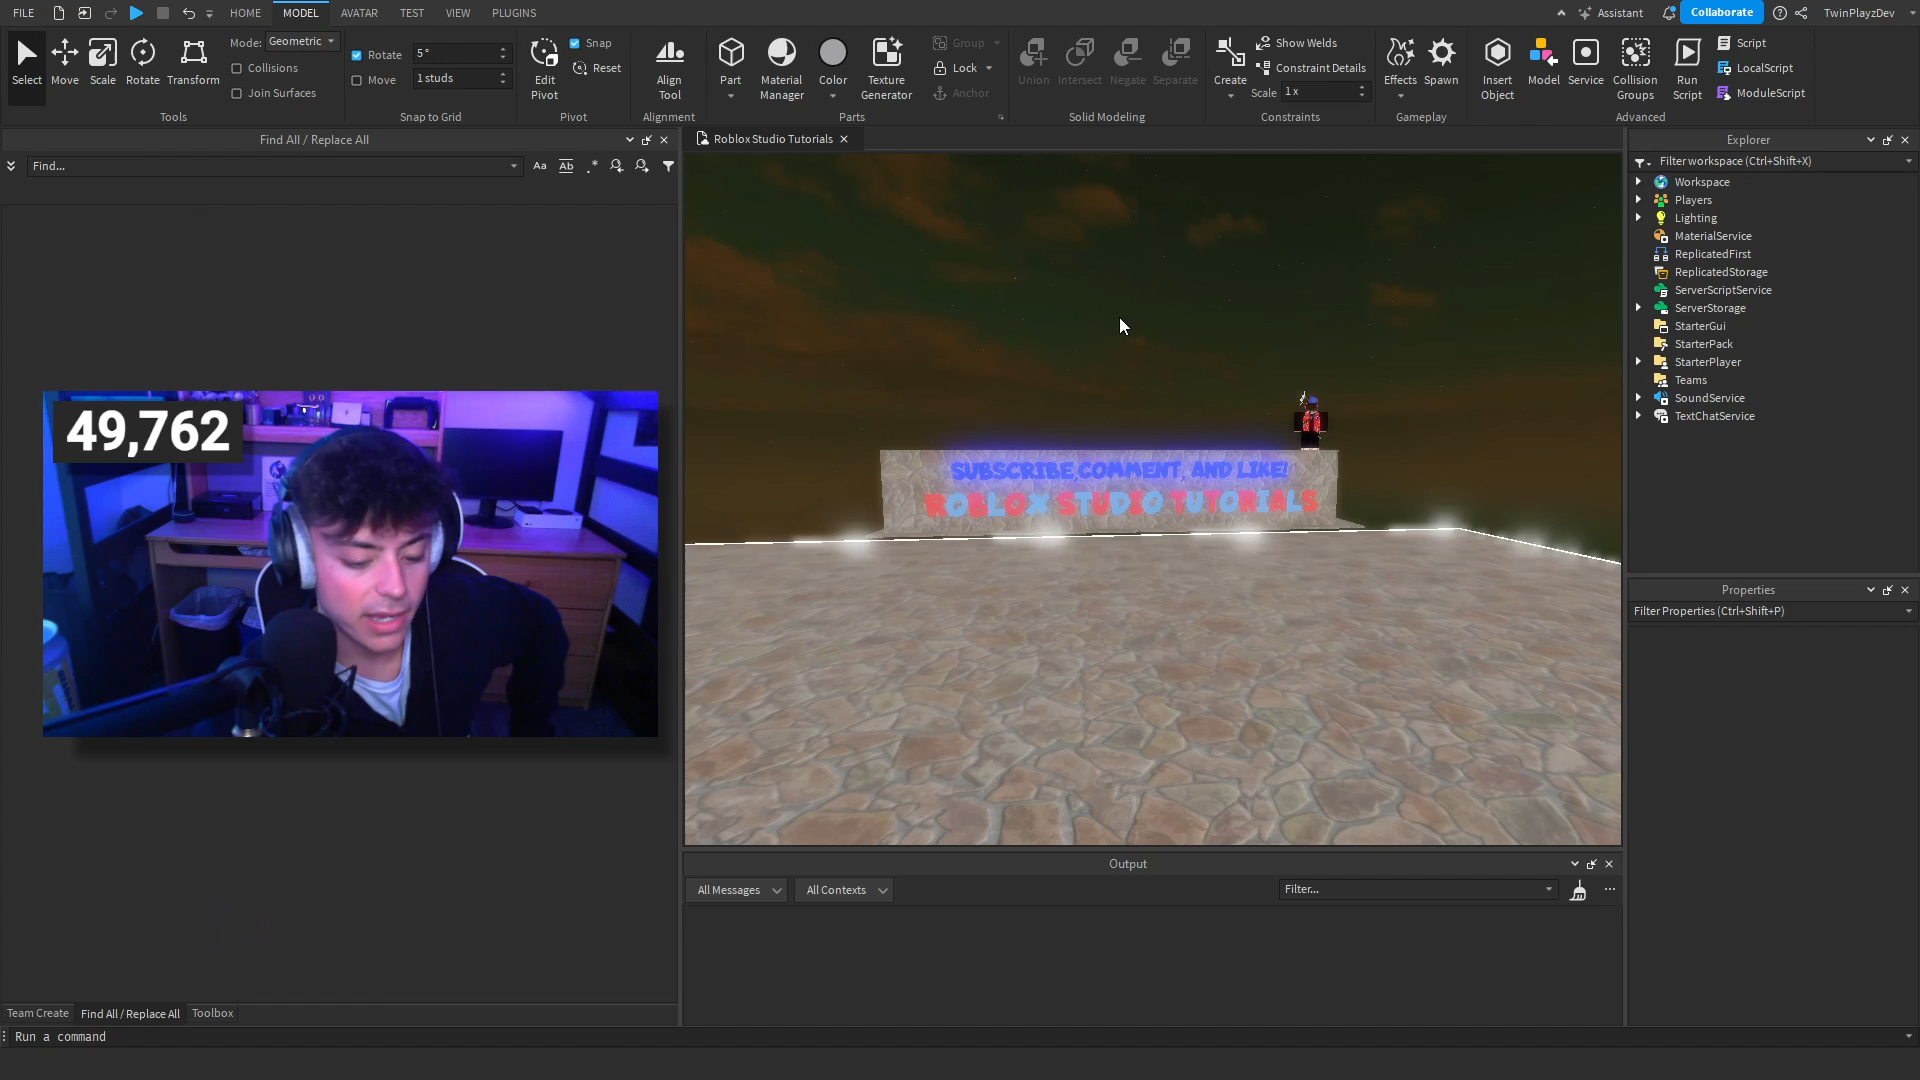 FILE HOME MODEL AVATAR TEST VIEW PLUGINS Assistant Collaborate TwinPlayzDev
Select Move Scale Rotate Transform
Mode: Geometric
Collisions
Join Surfaces
Tools
Rotate 5°
Move 1 studs
Snap to Grid
Edit Pivot
Snap
Reset
Pivot
Align Tool
Alignment
Part
Material Manager
Color
Texture Generator
Group
Lock
Anchor
Parts
Union Intersect Negate Separate
Solid Modeling
Create
Show Welds
Constraint Details
Scale 1 x
Constraints
Effects Spawn
Gameplay
Insert Object
Model
Service
Collision Groups
Run Script
Script
LocalScript
ModuleScript
Advanced
Find All / Replace All
Find...
Aa Ab .*
49,762
Roblox Studio Tutorials
SUBSCRIBE,COMMENT, AND LIKE!
ROBLOX STUDIO TUTORIALS
Output
All Messages All Contexts Filter...
Explorer
Filter workspace (Ctrl+Shift+X)
Workspace
Players
Lighting
MaterialService
ReplicatedFirst
ReplicatedStorage
ServerScriptService
ServerStorage
StarterGui
StarterPack
StarterPlayer
Teams
SoundService
TextChatService
Properties
Filter Properties (Ctrl+Shift+P)
Team Create Find All / Replace All Toolbox
Run a command